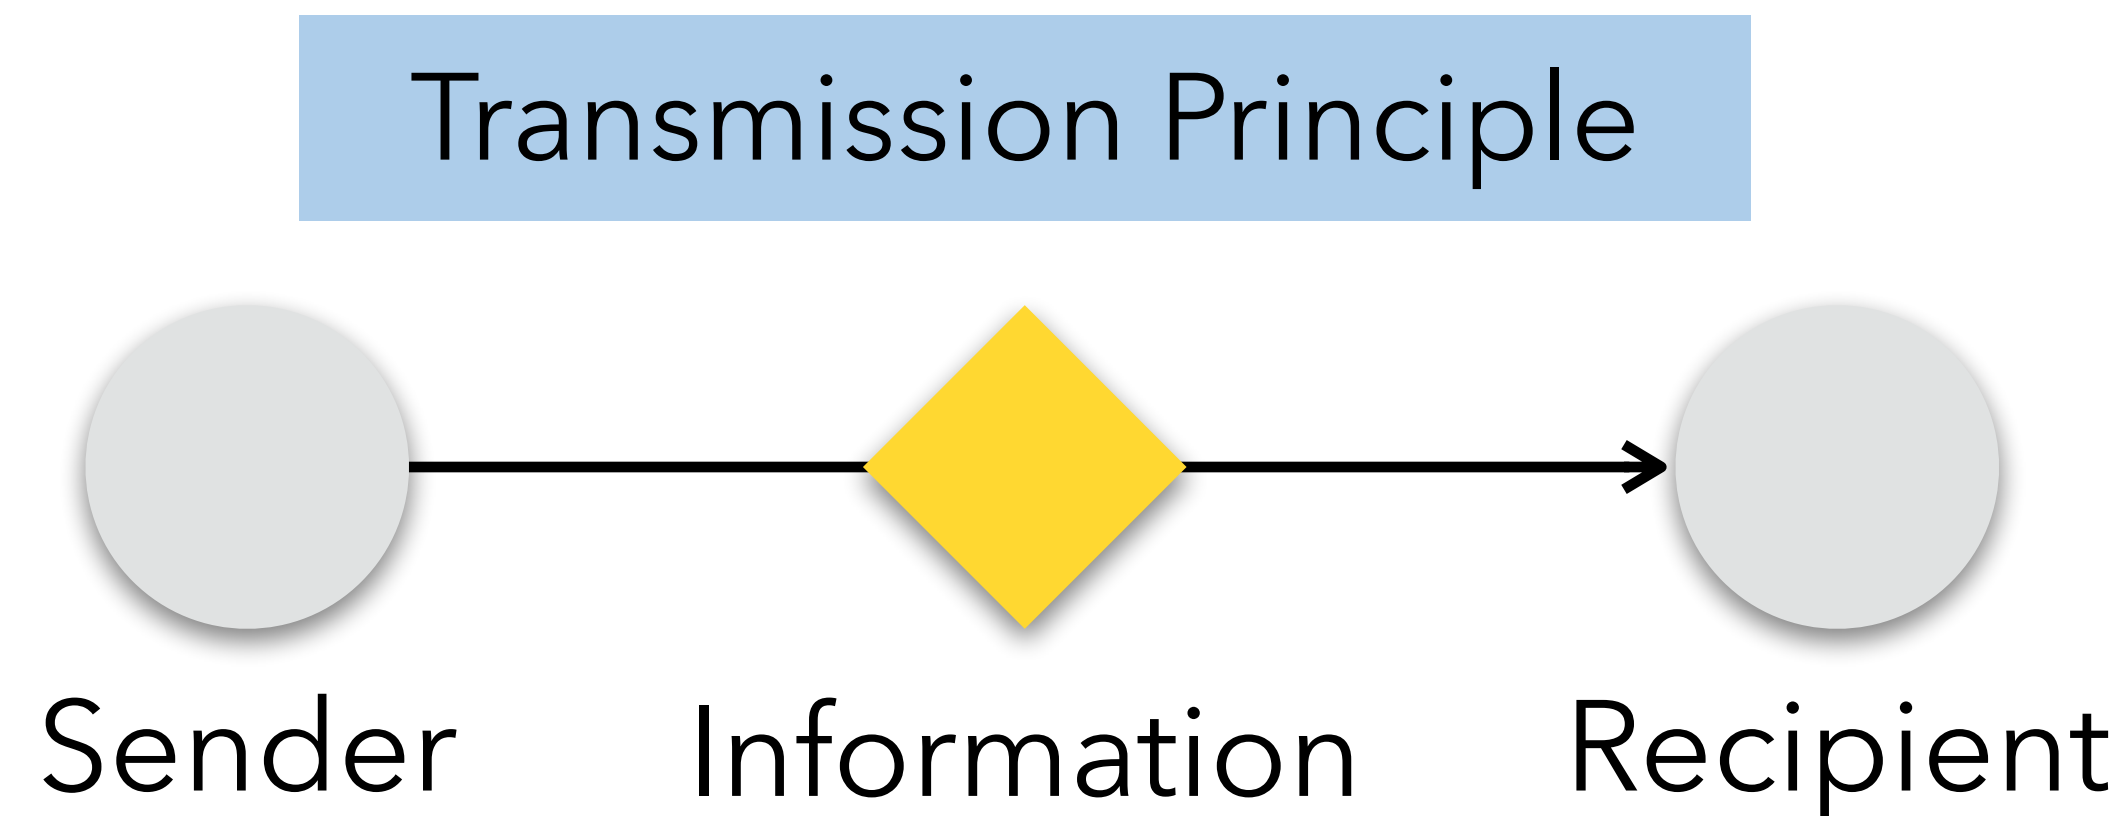 Transmission Principle
Sender
Information
Recipient